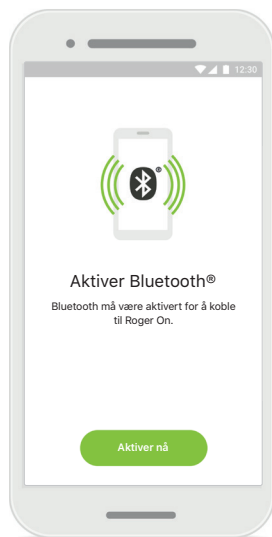 12:30
®
Aktiver Bluetooth®
Bluetooth må være aktivert for å koble
til Roger On.
Aktiver nå